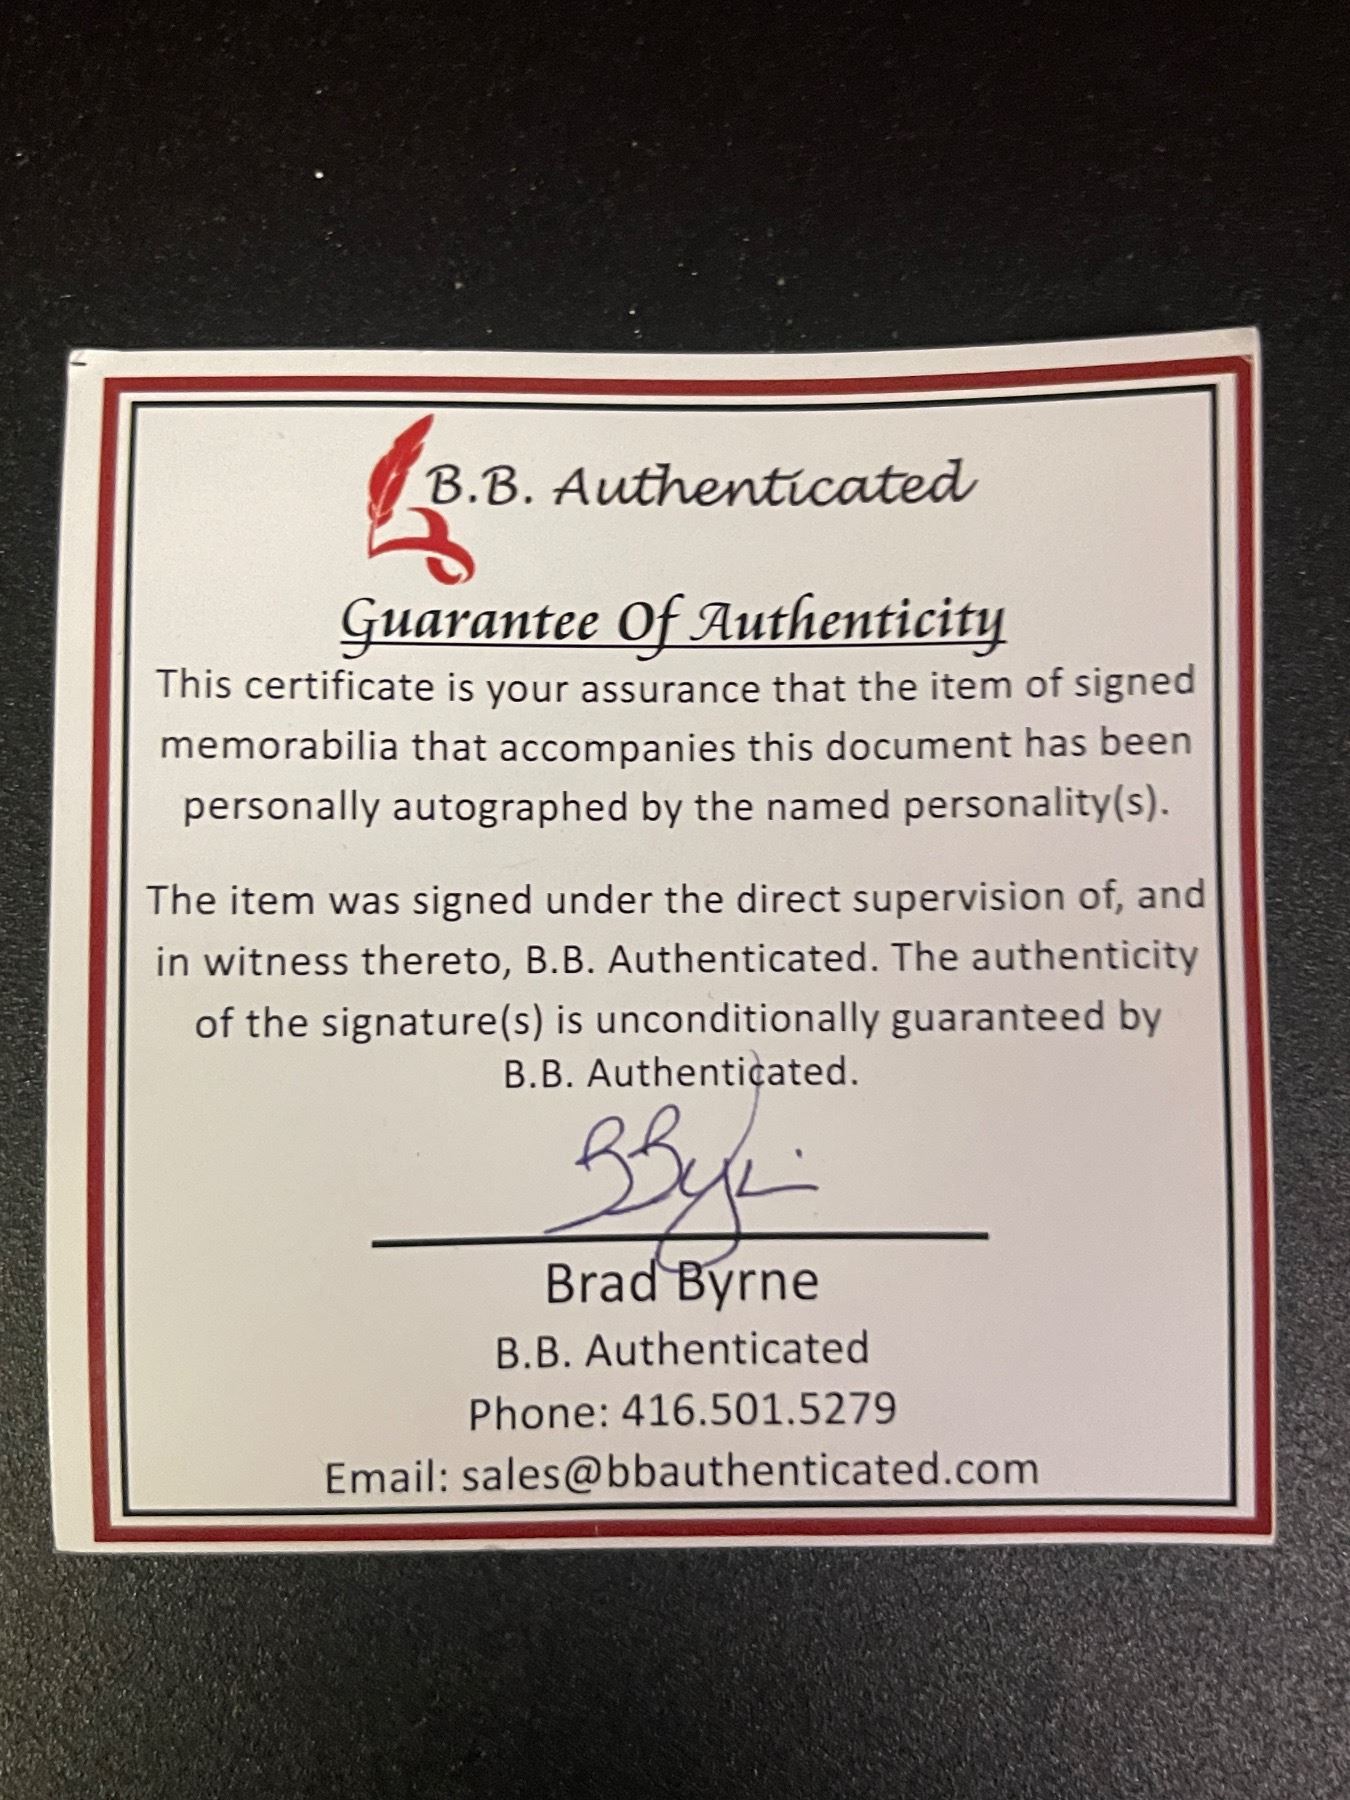 B.B. Authenticated
Guarantee Of Authenticity
This certificate is your assurance that the item of signed
memorabilia that accompanies this document has been
personally autographed by the named personality(s).
The item was signed under the direct supervision of, and
in witness thereto, B.B. Authenticated. The authenticity
of the signature(s) is unconditionally guaranteed by
B.B. Authenticated.
Brad Byrne
B.B. Authenticated
Phone: 416.501.5279
Email: sales@bbauthenticated.com